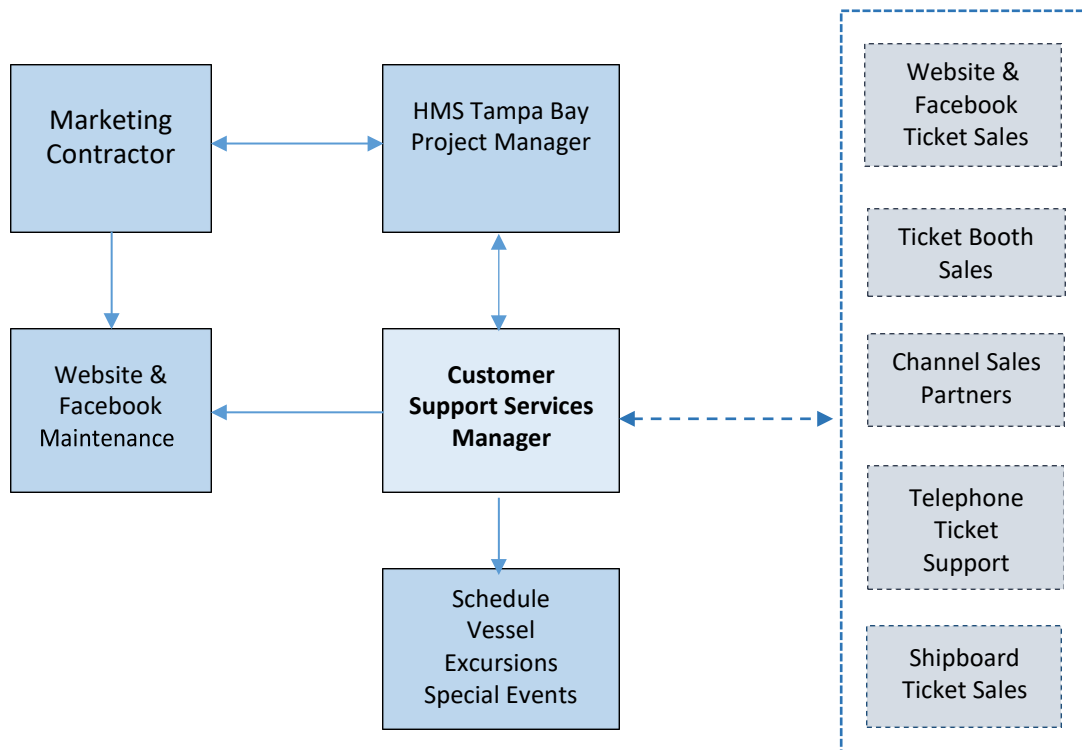 Marketing
Contractor
HMS Tampa Bay
Project Manager
Website &
Facebook
Ticket Sales
Ticket Booth
Sales
Website &
Facebook
Maintenance
Customer
Support Services
Manager
Channel Sales
Partners
Telephone
Ticket
Support
Schedule
Vessel
Excursions
Special Events
Shipboard
Ticket Sales